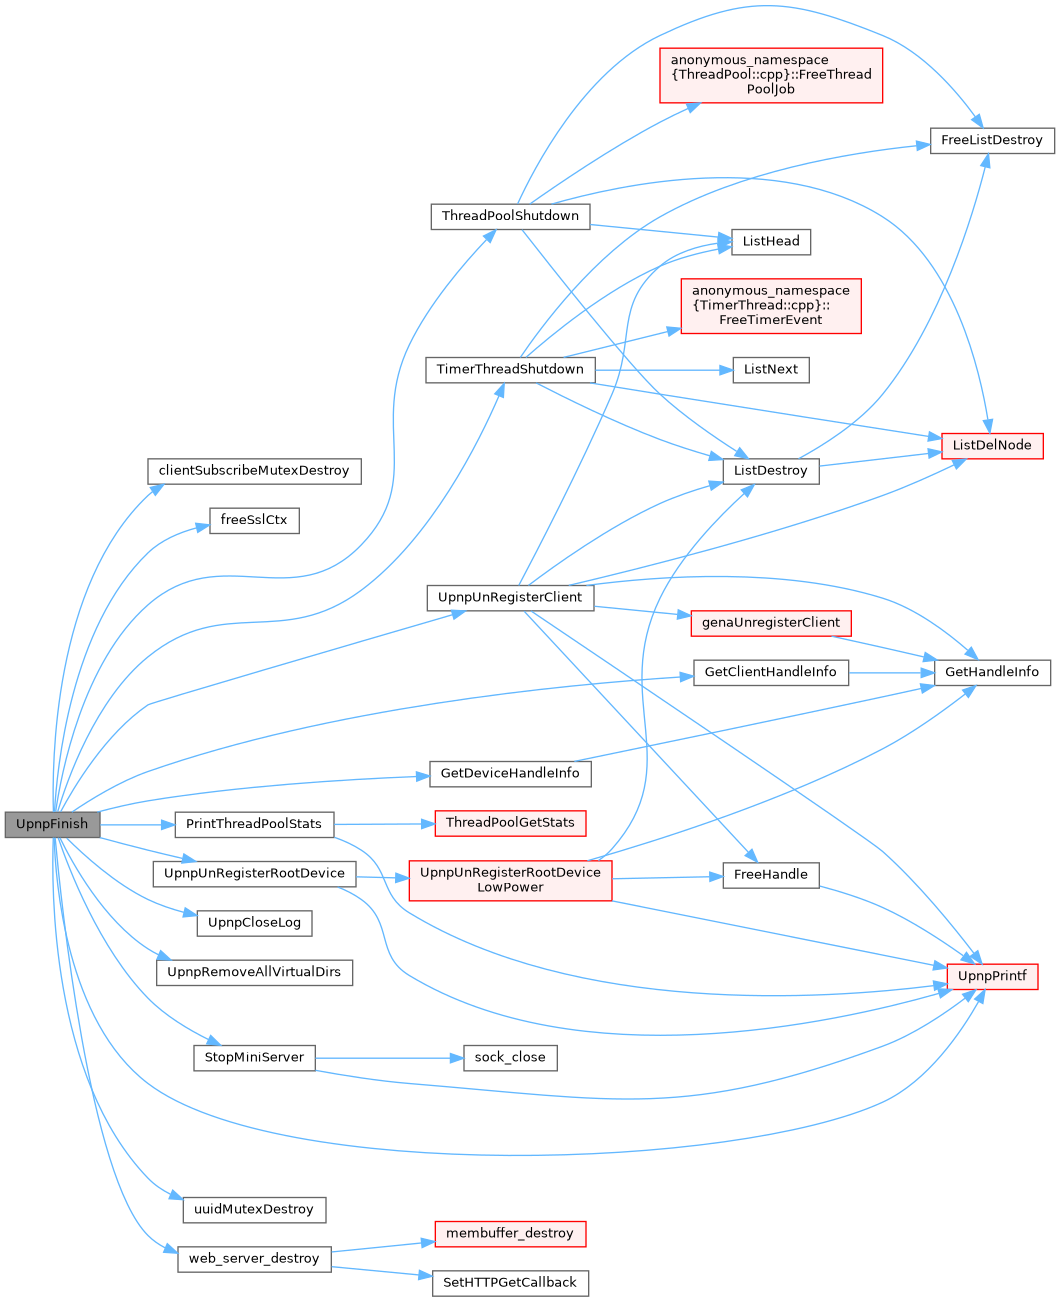 anonymous_namespace
{ThreadPool::cpp}::FreeThread
PoolJob
FreeListDestroy
ThreadPoolShutdown
ListHead
anonymous_namespace
{TimerThread::cpp}::
FreeTimerEvent
TimerThreadShutdown
ListNext
ListDelNode
clientSubscribeMutexDestroy
ListDestroy
freeSslCtx
UpnpUnRegisterClient
genaUnregisterClient
GetClientHandleInfo
GetHandleInfo
GetDeviceHandleInfo
UpnpFinish
PrintThreadPoolStats
ThreadPoolGetStats
UpnpUnRegisterRootDevice
UpnpUnRegisterRootDevice
LowPower
FreeHandle
UpnpCloseLog
UpnpRemoveAllVirtualDirs
UpnpPrintf
StopMiniServer
sock_close
uuidMutexDestroy
membuffer_destroy
web_server_destroy
SetHTTPGetCallback